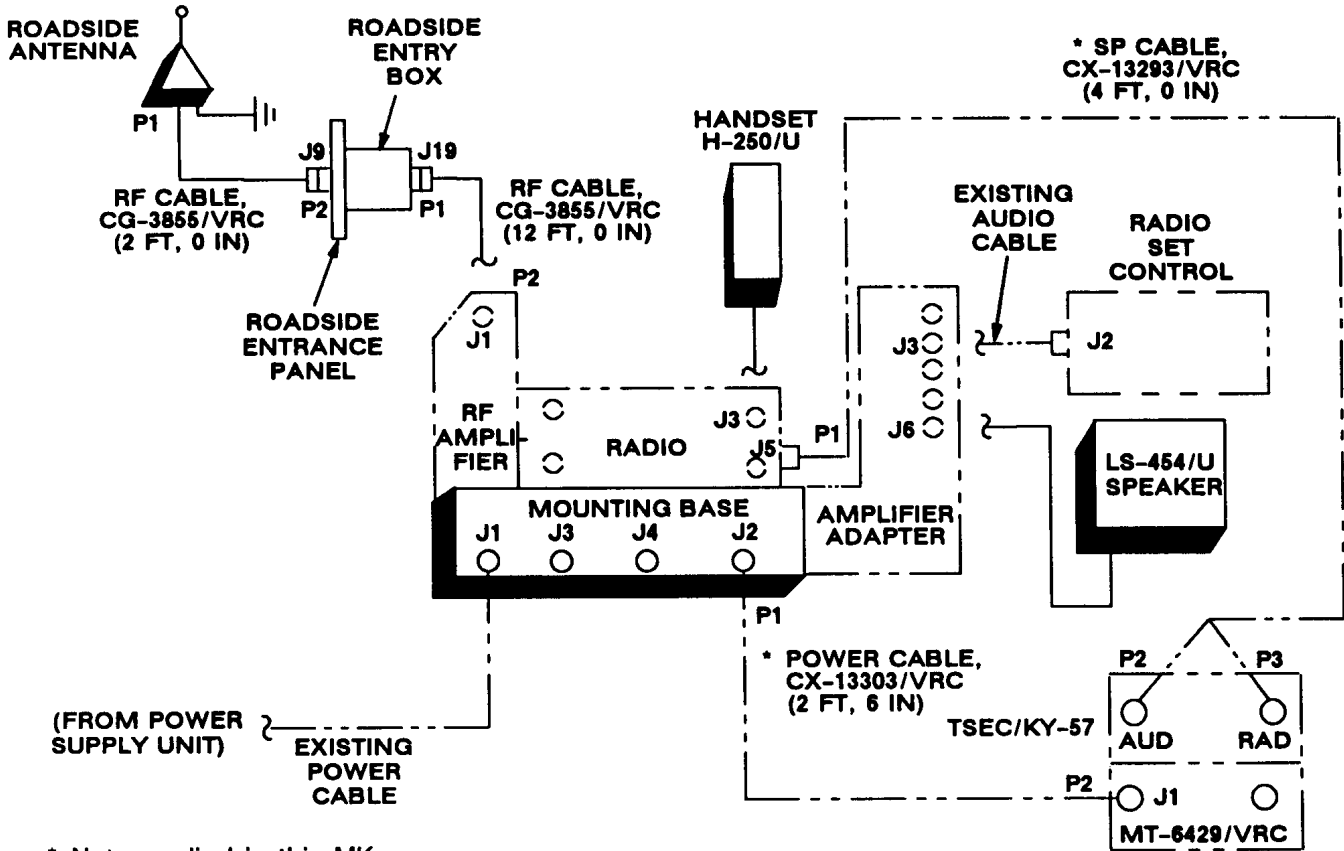 ROADSIDE
ANTENNA
P1
RF CABLE,
CG-3855/VRC
(2 FT, 0 IN)
ROADSIDE
ENTRY
BOX
J9
J19
P2
P1
ROADSIDE
ENTRANCE
PANEL
RF CABLE,
CG-3855/VRC
(12 FT, 0 IN)
P2
HANDSET
H-250/U
* SP CABLE,
CX-13293/VRC
(4 FT, 0 IN)
EXISTING
AUDIO
CABLE
RADIO
SET
CONTROL
J2
J1
RF
AMPLI-
FIER
RADIO
J3
J5
P1
J3
J6
AMPLIFIER
ADAPTER
LS-454/U
SPEAKER
MOUNTING BASE
J1
J3
J4
J2
P1
* POWER CABLE,
CX-13303/VRC
(2 FT, 6 IN)
(FROM POWER
SUPPLY UNIT)
EXISTING
POWER
CABLE
P2
P3
TSEC/KY-57
AUD
RAD
P2
J1
MT-6429/VRC